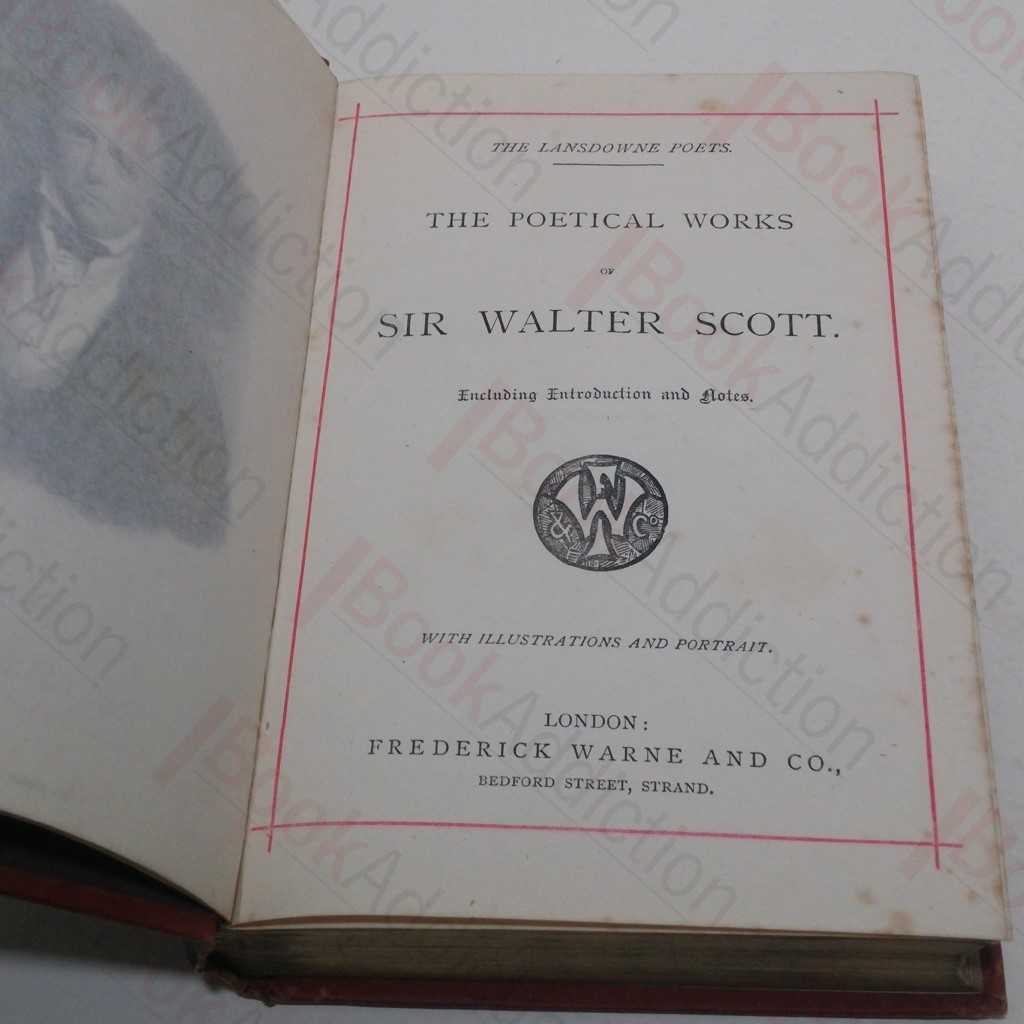 THE LANSDOWNE POETS.
THE POETICAL WORKS
OF
SIR WALTER SCOTT.
Including Introduction and Notes.
W & Co
WITH ILLUSTRATIONS AND PORTRAIT.
LONDON:
FREDERICK WARNE AND CO.,
BEDFORD STREET, STRAND.
BookAddiction